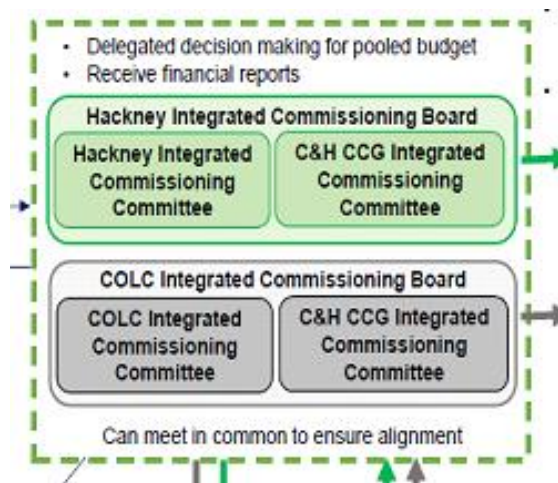 • Delegated decision making for pooled budget
• Receive financial reports
Hackney Integrated Commissioning Board
Hackney Integrated
Commissioning
Committee
C&H CCG Integrated
Commissioning
Committee
COLC Integrated Commissioning Board
COLC Integrated
Commissioning
Committee
C&H CCG Integrated
Commissioning
Committee
Can meet in common to ensure alignment